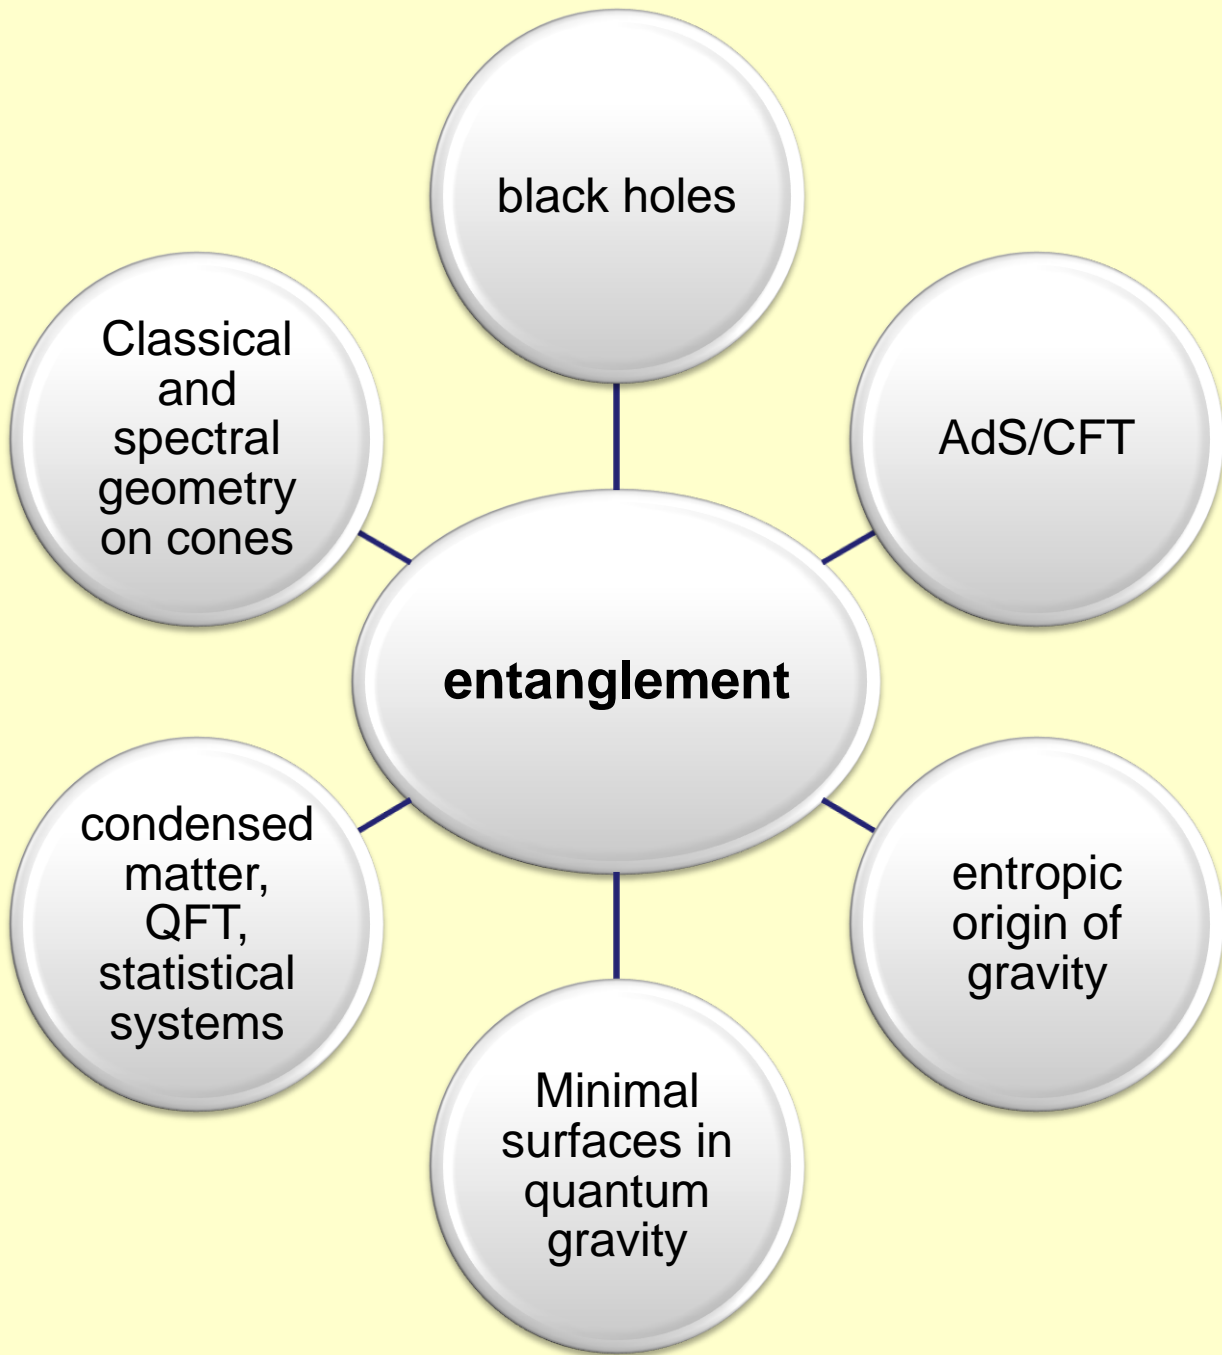 black holes
Classical
and
spectral
geometry
on cones
AdS/CFT
entanglement
condensed
matter,
QFT,
statistical
systems
entropic
origin of
gravity
Minimal
surfaces in
quantum
gravity